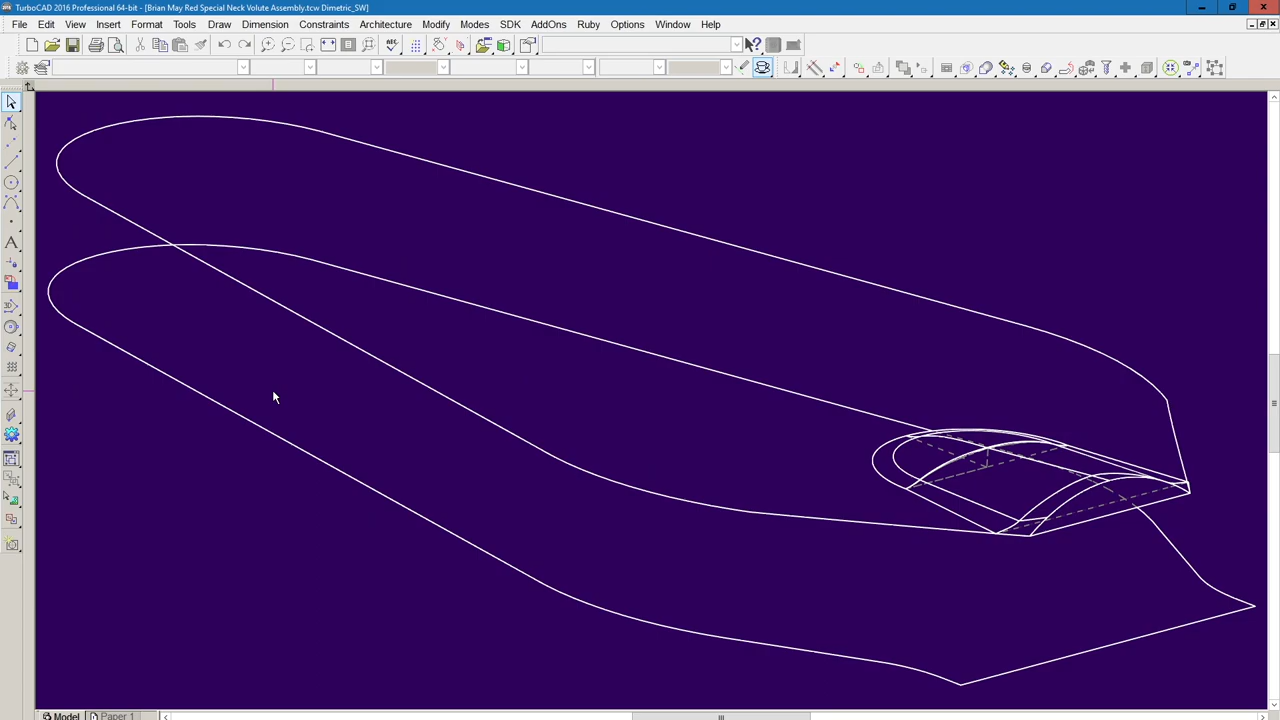 TurboCAD 2016 Professional 64-bit - [Brian May Red Special Neck Volute Assembly.tcw Dimetric_SW]
File Edit View Insert Format Tools Draw Dimension Constraints Architecture Modify Modes SDK AddOns Ruby Options Window Help
Model Paper 1